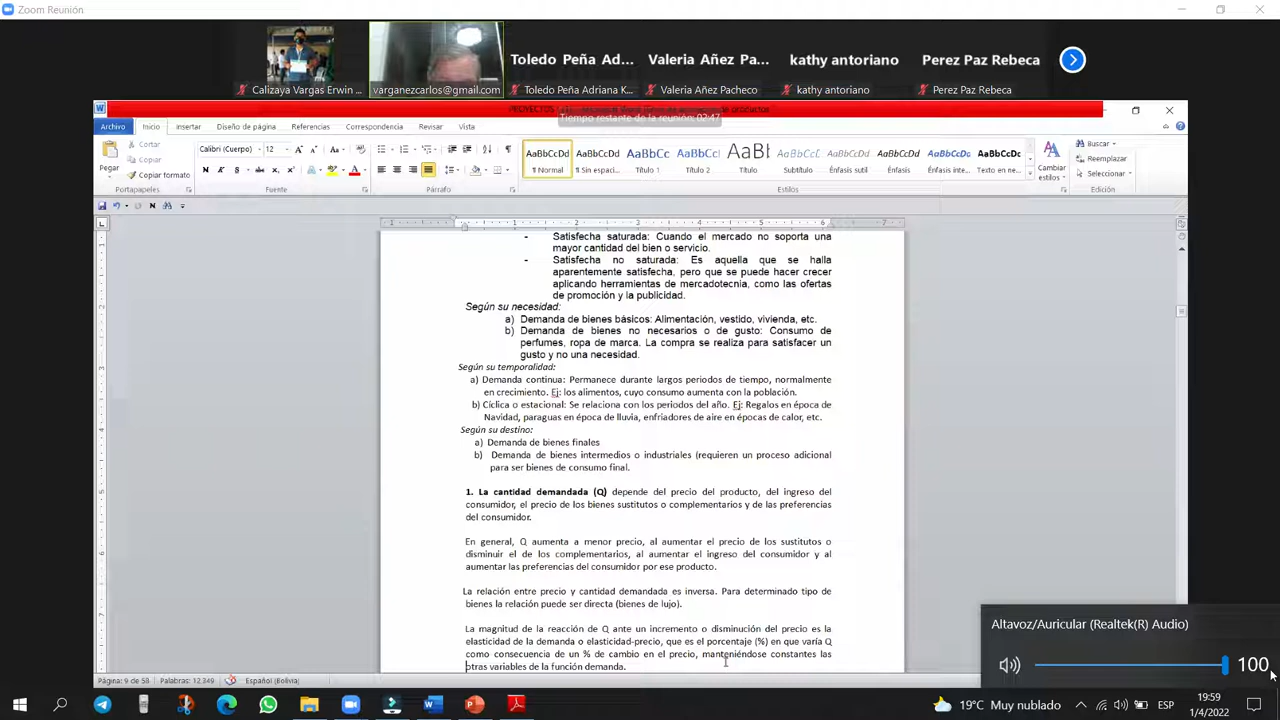 Zoom Reunión
Calizaya Vargas Erwin ...
varganezcarlos@gmail.com
Toledo Peña Ad...
Toledo Peña Adriana K...
Valeria Añez Pa...
Valeria Añez Pacheco
kathy antoriano
kathy antoriano
Perez Paz Rebeca
Perez Paz Rebeca
Tiempo restante de la reunión: 02:47
Archivo Inicio Insertar Diseño de página Referencias Correspondencia Revisar Vista
Pegar
Cortar
Copiar
Copiar formato
Portapapeles
Calibri (Cuerpo) 12
Fuente
Párrafo
AaBbCcDd AaBbCcDd AaBbCc AaBbCc AaBbC AaBbCc AaBbCcDd AaBbCcDd AaBbCcDd AaBbCcDc
¶ Normal ¶ Sin espaci... Título 1 Título 2 Título Subtítulo Énfasis sutil Énfasis Énfasis inte... Texto en ne...
Estilos
Cambiar
estilos
Buscar
Reemplazar
Seleccionar
Edición
- Satisfecha saturada: Cuando el mercado no soporta una
mayor cantidad del bien o servicio.
- Satisfecha no saturada: Es aquella que se halla
aparentemente satisfecha, pero que se puede hacer crecer
aplicando herramientas de mercadotecnia, como las ofertas
de promoción y la publicidad.
Según su necesidad:
a) Demanda de bienes básicos: Alimentación, vestido, vivienda, etc.
b) Demanda de bienes no necesarios o de gusto: Consumo de
perfumes, ropa de marca. La compra se realiza para satisfacer un
gusto y no una necesidad.
Según su temporalidad:
a) Demanda continua: Permanece durante largos periodos de tiempo, normalmente
en crecimiento. Ej: los alimentos, cuyo consumo aumenta con la población.
b) Cíclica o estacional: Se relaciona con los periodos del año. Ej: Regalos en época de
Navidad, paraguas en época de lluvia, enfriadores de aire en épocas de calor, etc.
Según su destino:
a) Demanda de bienes finales
b) Demanda de bienes intermedios o industriales (requieren un proceso adicional
para ser bienes de consumo final.
1. La cantidad demandada (Q) depende del precio del producto, del ingreso del
consumidor, el precio de los bienes sustitutos o complementarios y de las preferencias
del consumidor.
En general, Q aumenta a menor precio, al aumentar el precio de los sustitutos o
disminuir el de los complementarios, al aumentar el ingreso del consumidor y al
aumentar las preferencias del consumidor por ese producto.
La relación entre precio y cantidad demandada es inversa. Para determinado tipo de
bienes la relación puede ser directa (bienes de lujo).
La magnitud de la reacción de Q ante un incremento o disminución del precio es la
elasticidad de la demanda o elasticidad-precio, que es el porcentaje (%) en que varía Q
como consecuencia de un % de cambio en el precio, manteniéndose constantes las
otras variables de la función demanda.
Página: 9 de 58 Palabras: 12.349 Español (Bolivia)
Altavoz/Auricular (Realtek(R) Audio)
100
19°C Muy nublado
ESP
19:59
1/4/2022